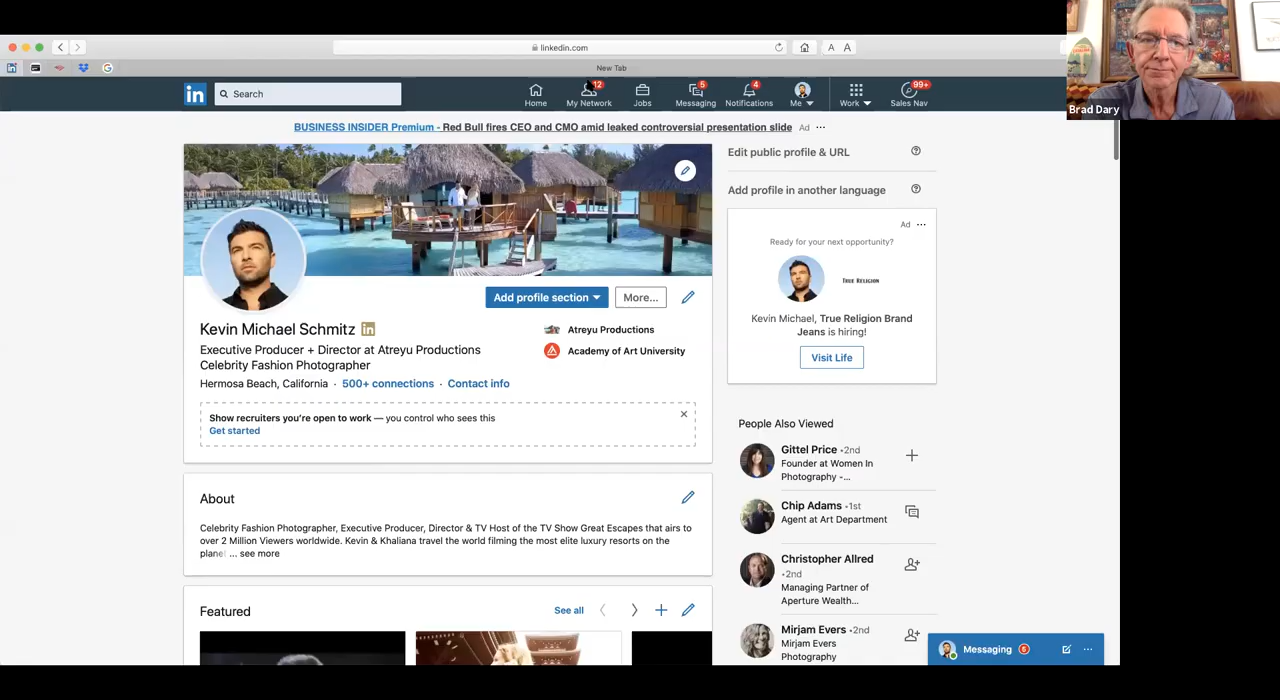 linkedin.com
A A
New Tab
in
Search
Home
12
My Network
Jobs
5
Messaging
4
Notifications
Me
Work
99+
Sales Nav
Brad Dary
BUSINESS INSIDER Premium - Red Bull fires CEO and CMO amid leaked controversial presentation slide Ad ...
Edit public profile & URL
Add profile in another language
Ad ...
Ready for your next opportunity?
TRUE RELIGION
Kevin Michael, True Religion Brand
Jeans is hiring!
Visit Life
Add profile section
More...
Kevin Michael Schmitz in
Executive Producer + Director at Atreyu Productions
Celebrity Fashion Photographer
Hermosa Beach, California · 500+ connections · Contact info
Atreyu Productions
Academy of Art University
Show recruiters you're open to work — you control who sees this
Get started
About
Celebrity Fashion Photographer, Executive Producer, Director & TV Host of the TV Show Great Escapes that airs to
over 2 Million Viewers worldwide. Kevin & Khaliana travel the world filming the most elite luxury resorts on the
planet ... see more
Featured
See all
People Also Viewed
Gittel Price • 2nd
Founder at Women In
Photography -...
Chip Adams • 1st
Agent at Art Department
Christopher Allred
• 2nd
Managing Partner of
Aperture Wealth...
Mirjam Evers • 2nd
Mirjam Evers
Photography
Messaging 5 ...